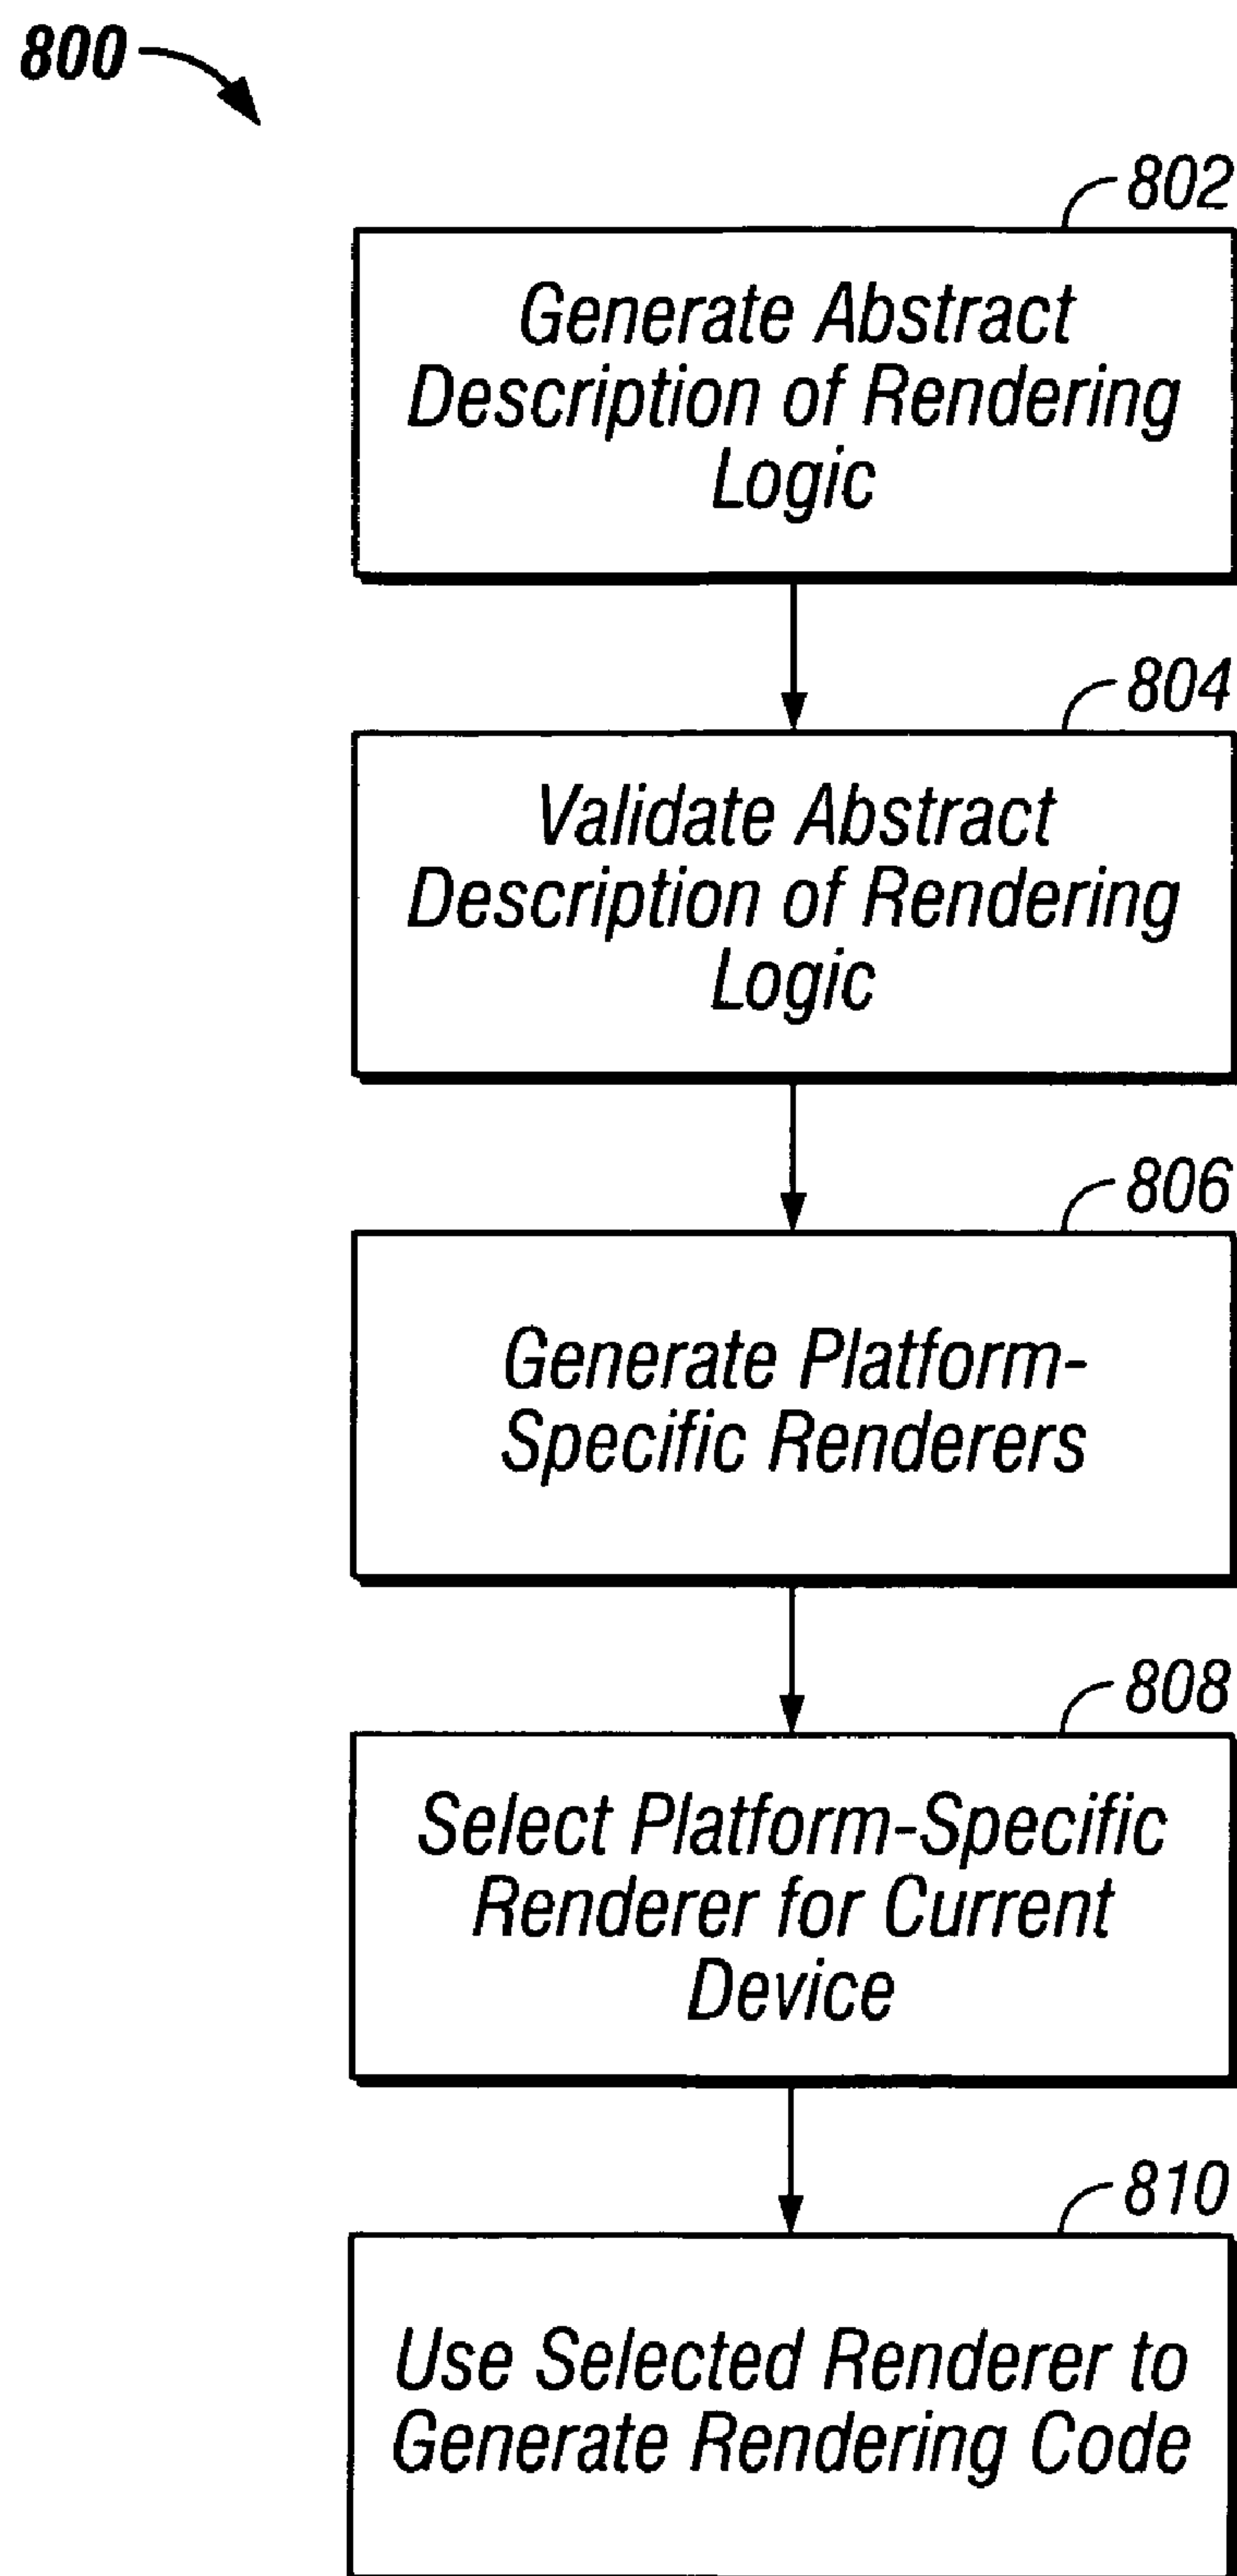 800
802
Generate Abstract
Description of Rendering
Logic
804
Validate Abstract
Description of Rendering
Logic
806
Generate Platform-
Specific Renderers
808
Select Platform-Specific
Renderer for Current
Device
810
Use Selected Renderer to
Generate Rendering Code